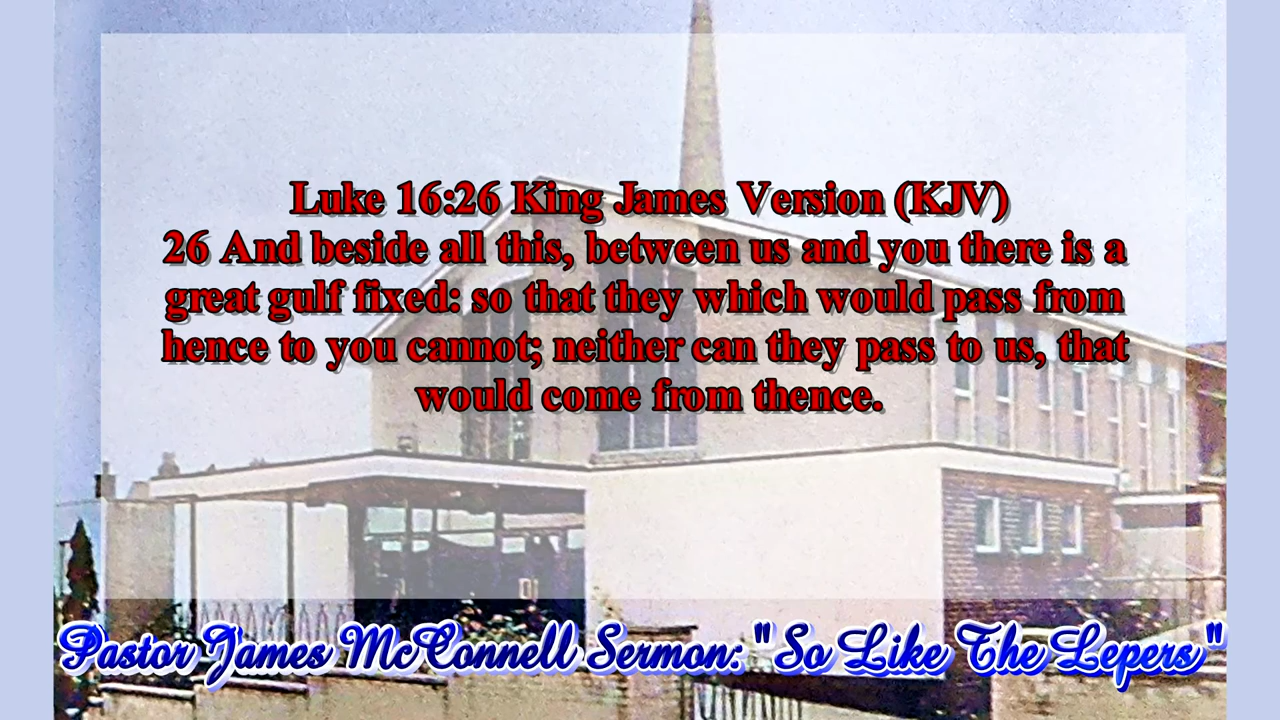 Luke 16:26 King James Version (KJV)
26 And beside all this, between us and you there is a
great gulf fixed: so that they which would pass from
hence to you cannot; neither can they pass to us, that
would come from thence.
Pastor James McConnell Sermon: "So Like The Lepers"